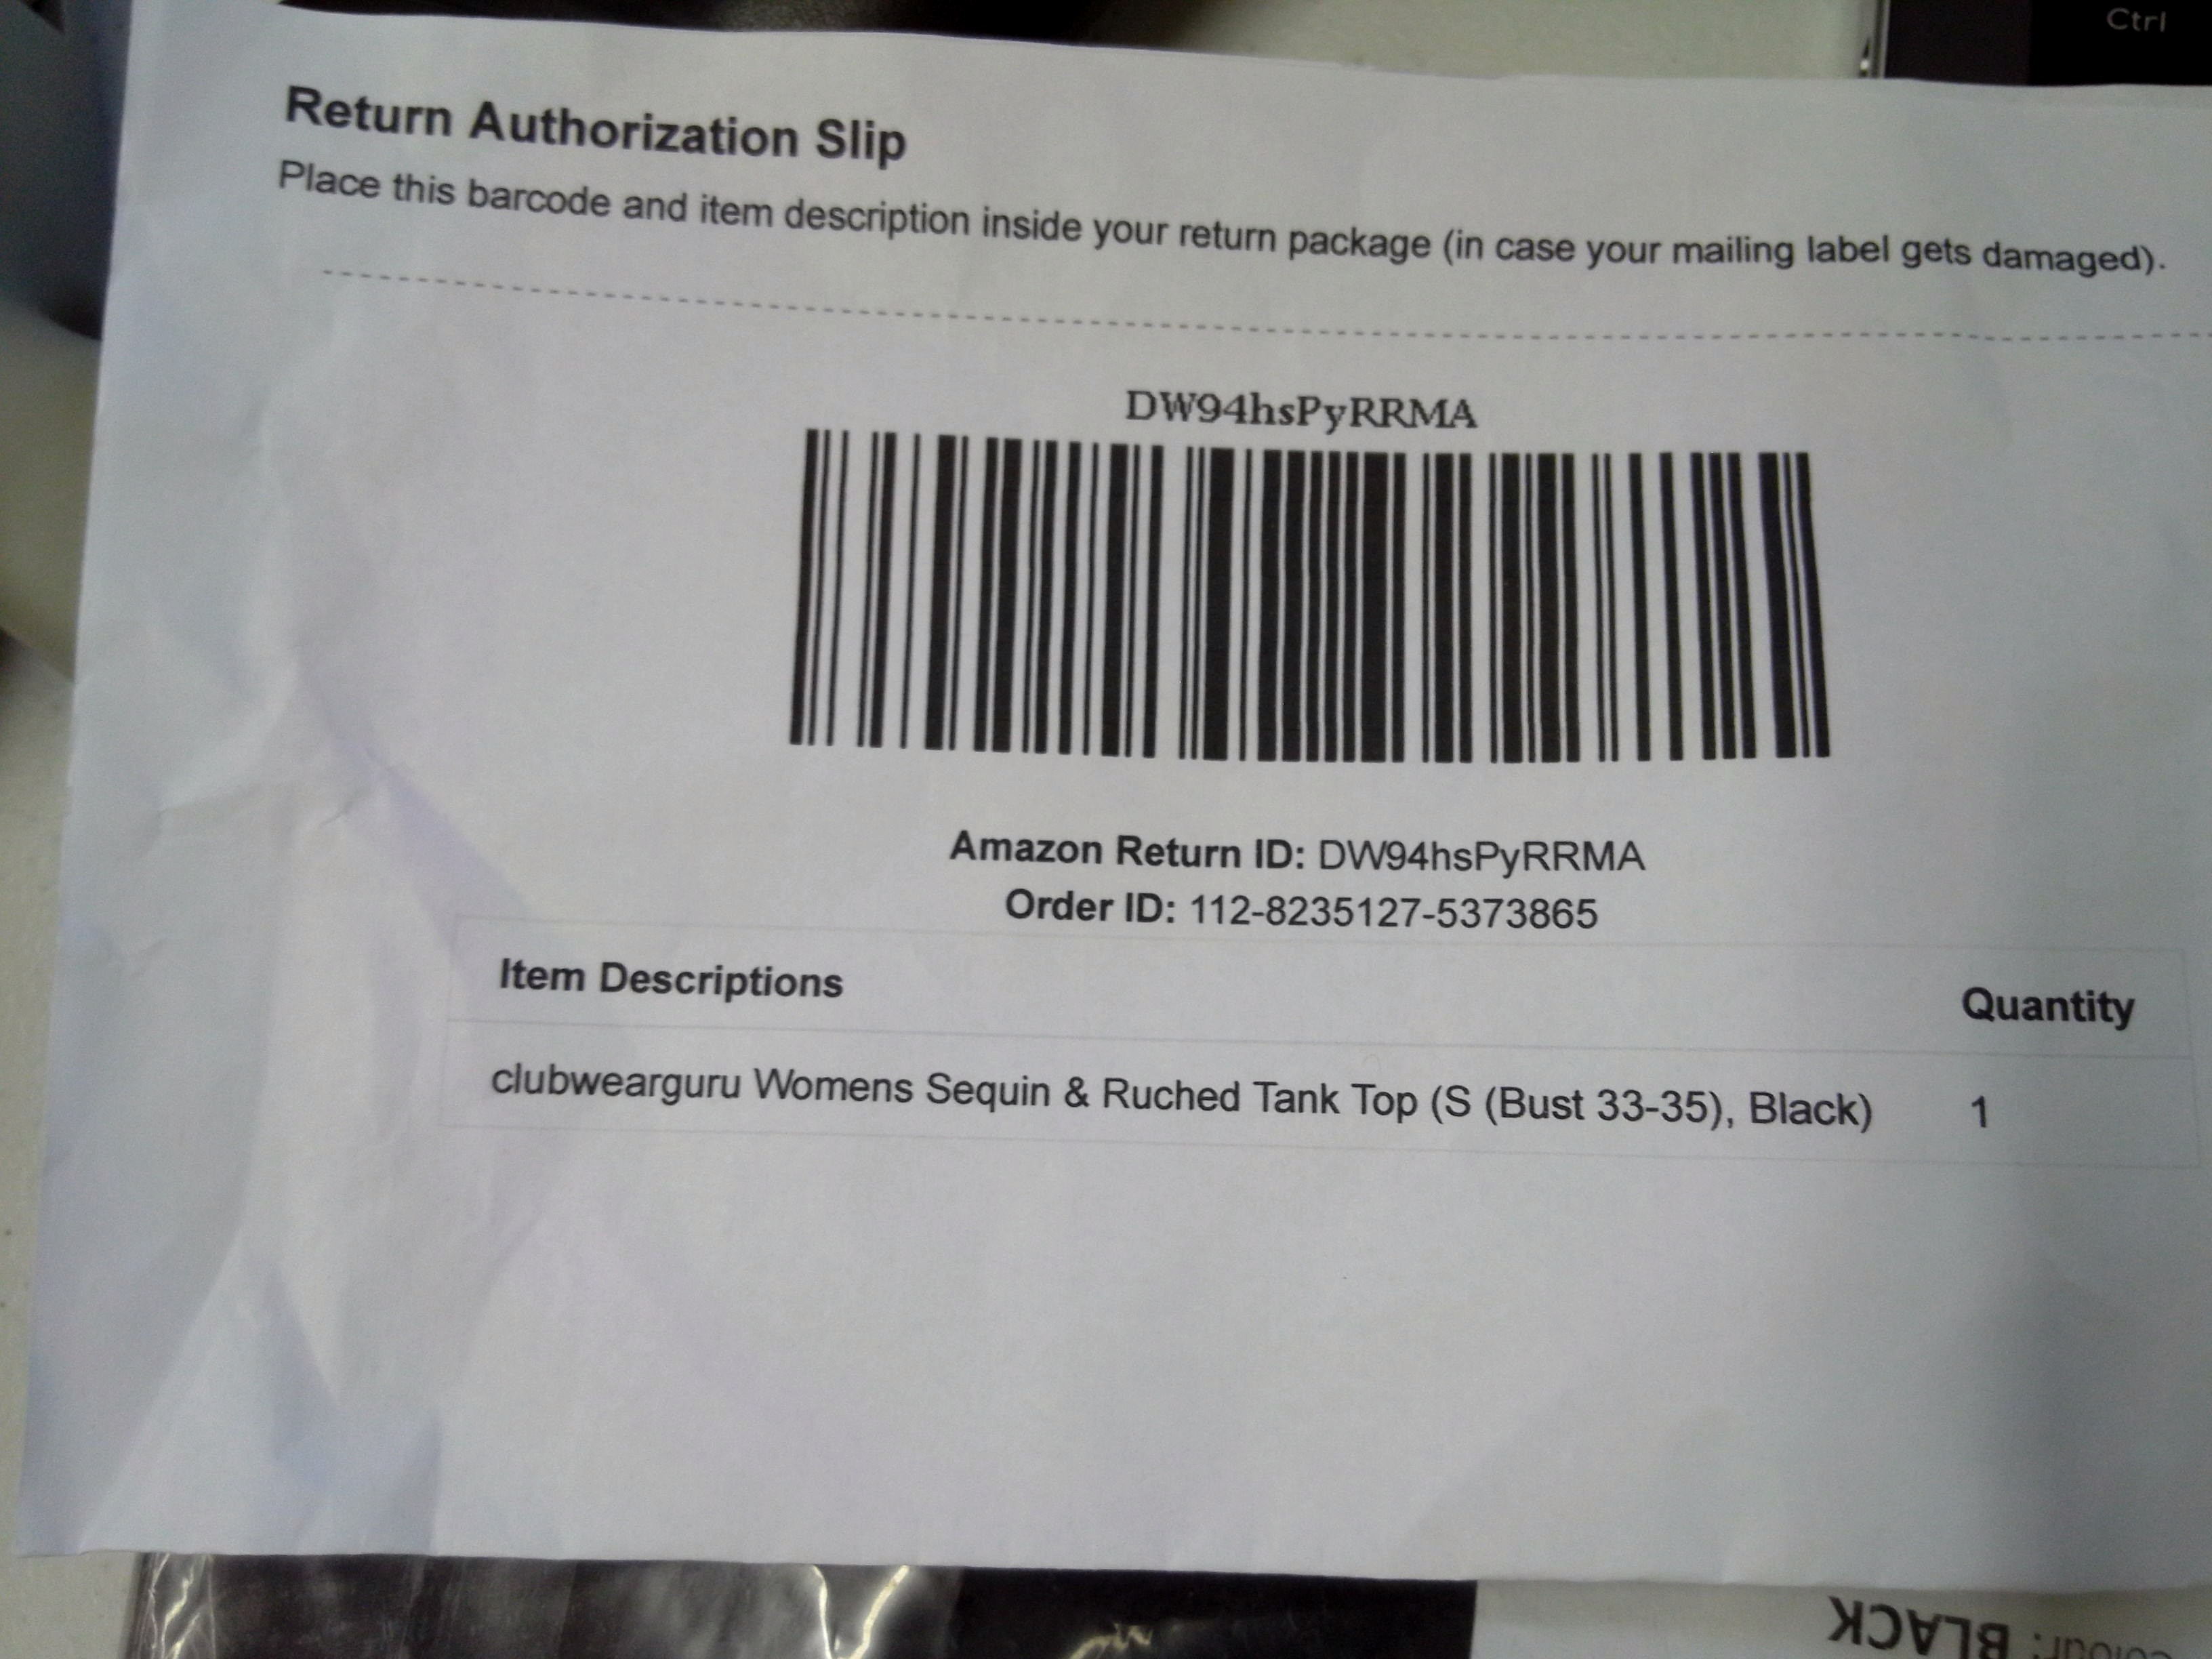 Ctrl
Return Authorization Slip
Place this barcode and item description inside your return package (in case your mailing label gets damaged).
DW94hsPyRRMA
Amazon Return ID: DW94hsPyRRMA
Order ID: 112-8235127-5373865
Item Descriptions Quantity
clubwearguru Womens Sequin & Ruched Tank Top (S (Bust 33-35), Black) 1
colour: BLACK